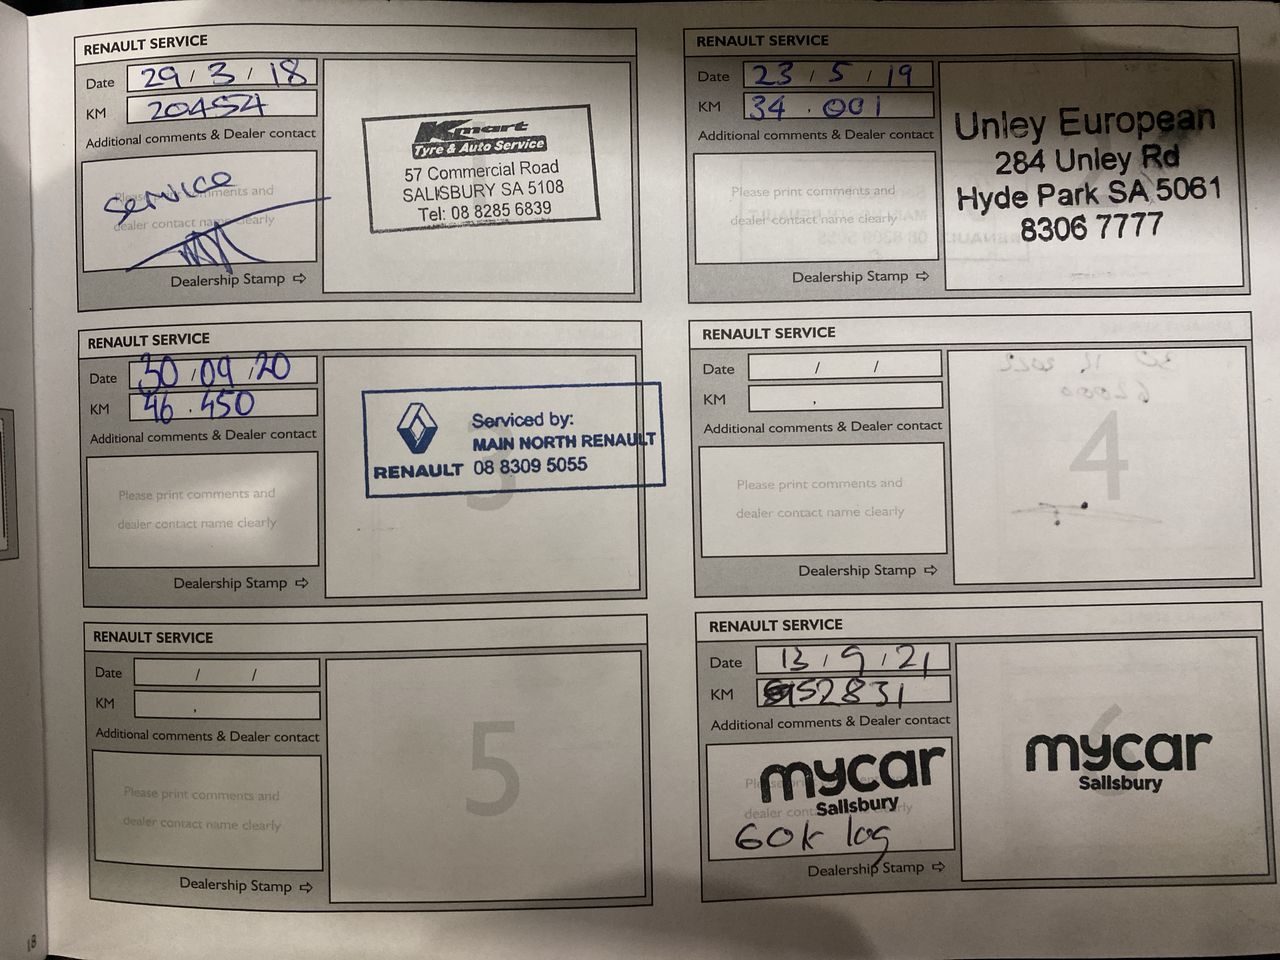 RENAULT SERVICE
Date 29 / 3 / 18
KM 20454
Additional comments & Dealer contact
Please print comments and
dealer contact name clearly
service
Dealership Stamp ⇨
Kmart
Tyre & Auto Service
57 Commercial Road
SALISBURY SA 5108
Tel: 08 8285 6839
RENAULT SERVICE
Date 23 / 5 / 19
KM 34 . 001
Additional comments & Dealer contact
Please print comments and
dealer contact name clearly
Dealership Stamp ⇨
Unley European
284 Unley Rd
Hyde Park SA 5061
8306 7777
RENAULT SERVICE
Date 30 / 09 / 20
KM 46 . 450
Additional comments & Dealer contact
Please print comments and
dealer contact name clearly
Dealership Stamp ⇨
3
RENAULT
Serviced by:
MAIN NORTH RENAULT
08 8309 5055
RENAULT SERVICE
Date / /
KM ,
Additional comments & Dealer contact
Please print comments and
dealer contact name clearly
Dealership Stamp ⇨
4
RENAULT SERVICE
Date / /
KM ,
Additional comments & Dealer contact
Please print comments and
dealer contact name clearly
Dealership Stamp ⇨
5
RENAULT SERVICE
Date 13 / 9 / 21
KM 52831
Additional comments & Dealer contact
mycar
Salisbury
60k log
Dealership Stamp ⇨
mycar
Salisbury
18